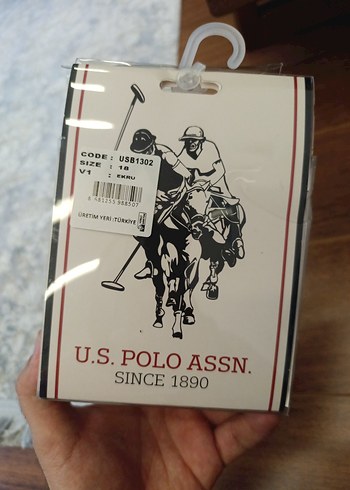 CODE : USB1302
SIZE : 18
V1 : EKRU
ÜRETİM YERİ :TÜRKİYE
U.S. POLO ASSN.
SINCE 1890